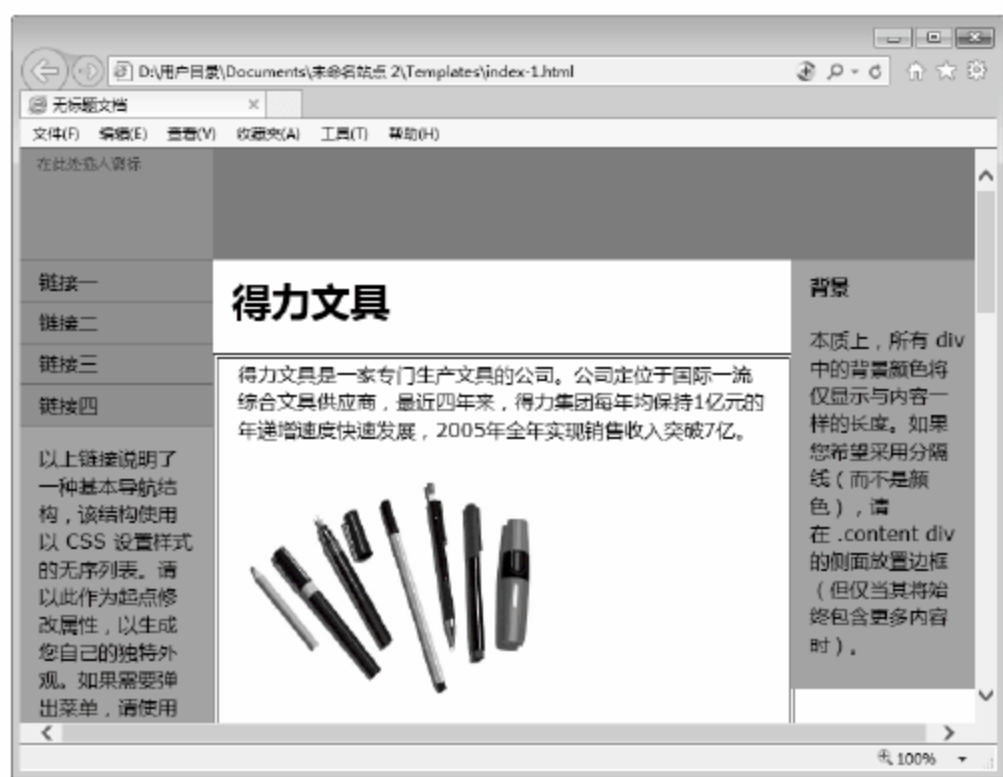 D:\用户目录\Documents\未命名站点 2\Templates\index-1.html
无标题文档
文件(F) 编辑(E) 查看(V) 收藏夹(A) 工具(T) 帮助(H)
在此处插入徽标
链接一
链接二
链接三
链接四
以上链接说明了
一种基本导航结
构，该结构使用
以 CSS 设置样式
的无序列表。请
以此作为起点修
改属性，以生成
您自己的独特外
观。如果需要弹
出菜单，请使用
得力文具
得力文具是一家专门生产文具的公司。公司定位于国际一流
综合文具供应商，最近四年来，得力集团每年均保持1亿元的
年递增速度快速发展，2005年全年实现销售收入突破7亿。
背景
本质上，所有 div
中的背景颜色将
仅显示与内容一
样的长度。如果
您希望采用分隔
线（而不是颜
色），请
在 .content div
的侧面放置边框
（但仅当其将始
终包含更多内容
时）。
100%